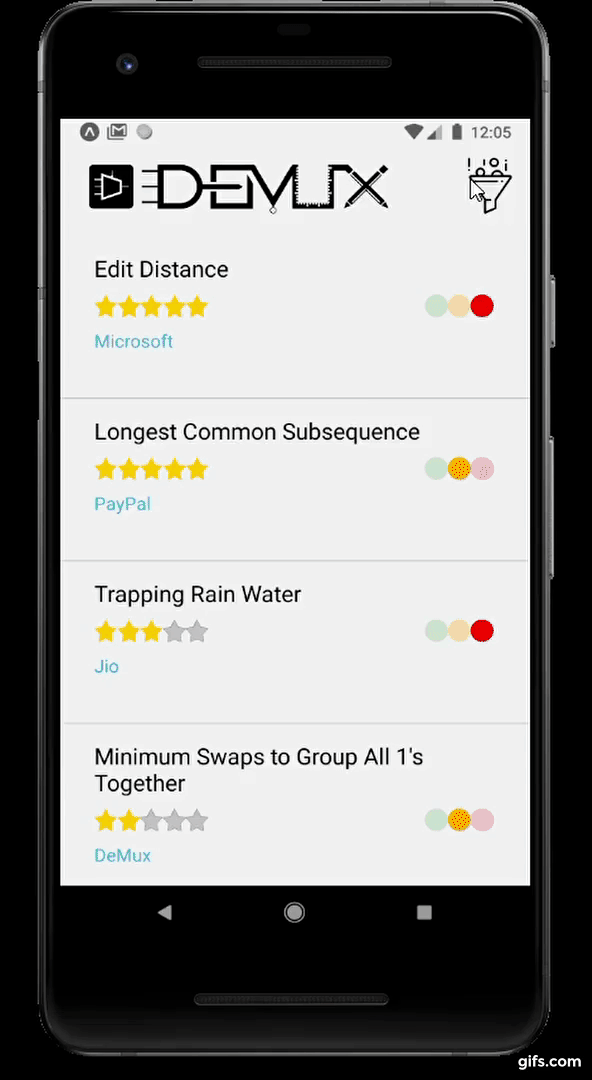 12:05
DEMUX
Edit Distance
Microsoft
Longest Common Subsequence
PayPal
Trapping Rain Water
Jio
Minimum Swaps to Group All 1's
Together
DeMux
gifs.com